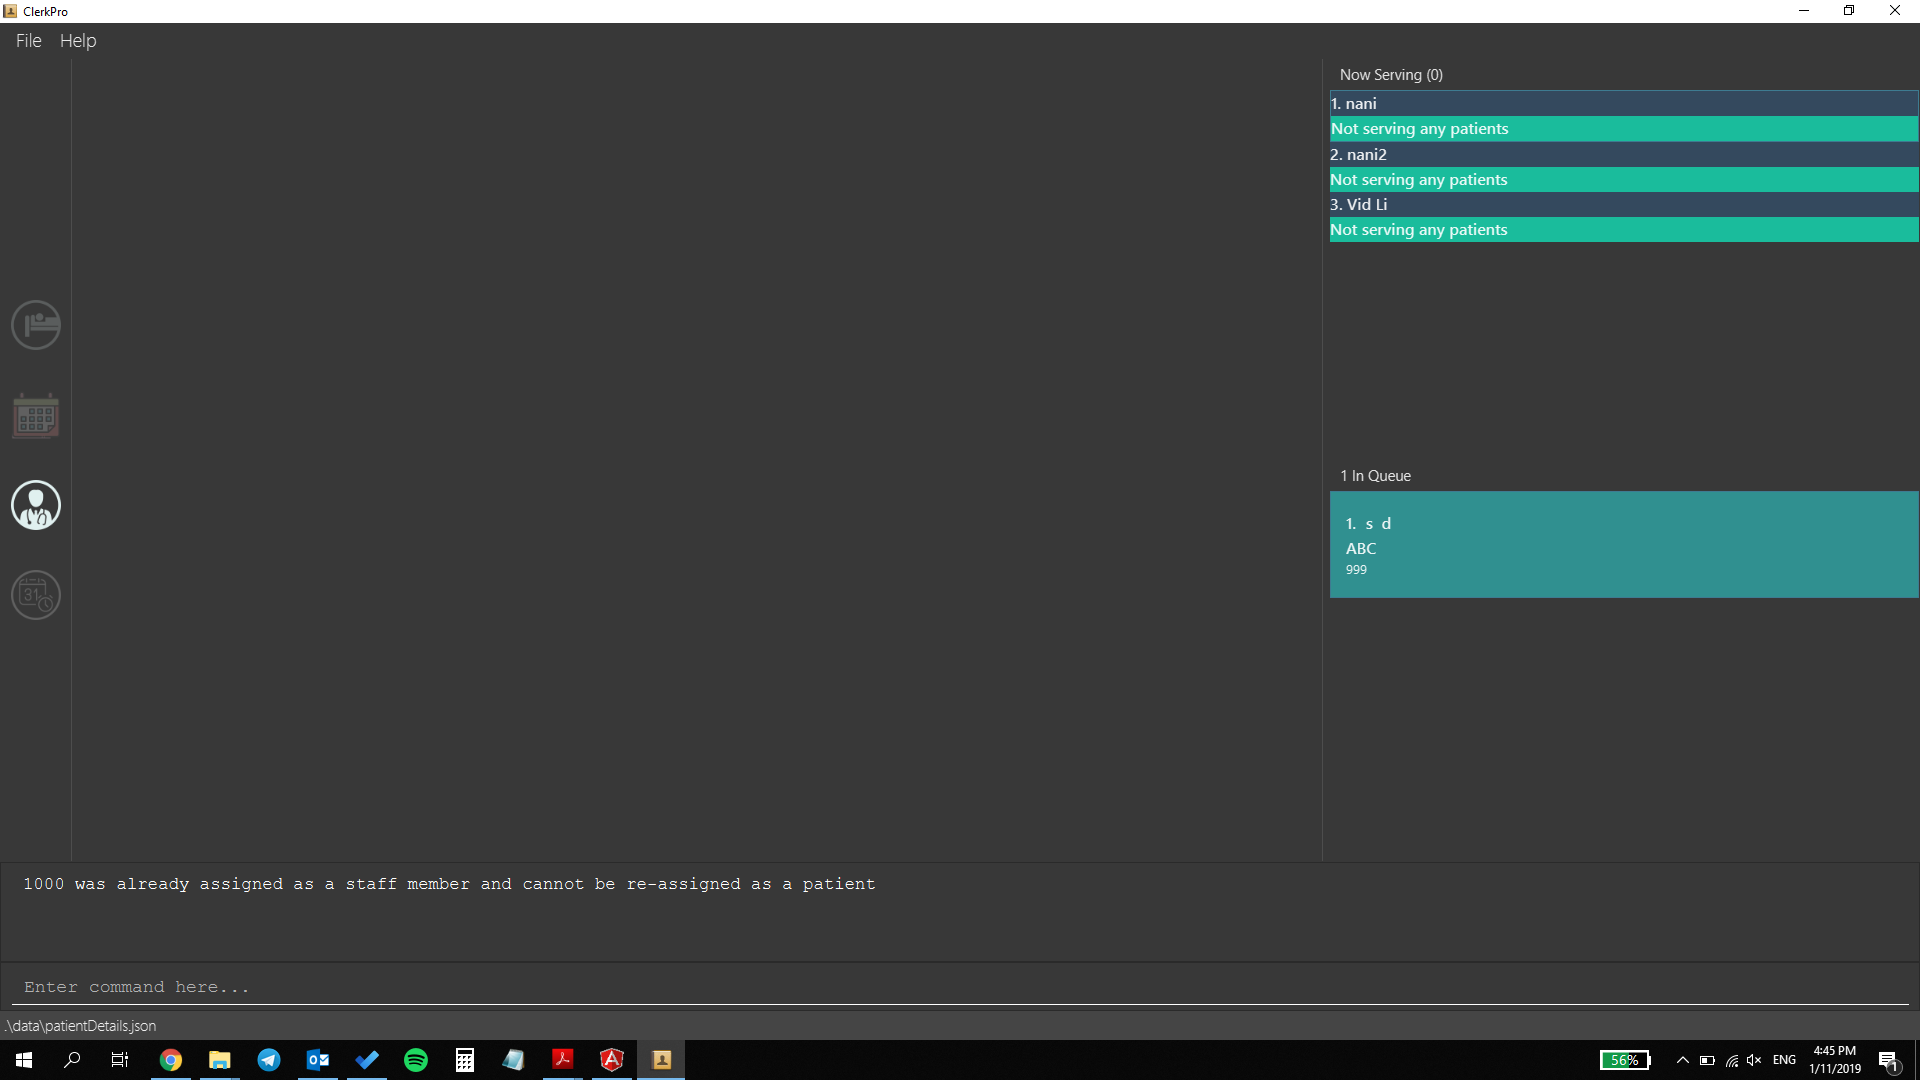 ClerkPro
File Help
Now Serving (0)
1. nani
Not serving any patients
2. nani2
Not serving any patients
3. Vid Li
Not serving any patients
31
1 In Queue
1. s d
ABC
999
1000 was already assigned as a staff member and cannot be re-assigned as a patient
Enter command here...
.\data\patientDetails.json
56%
ENG
4:45 PM
1/11/2019
1